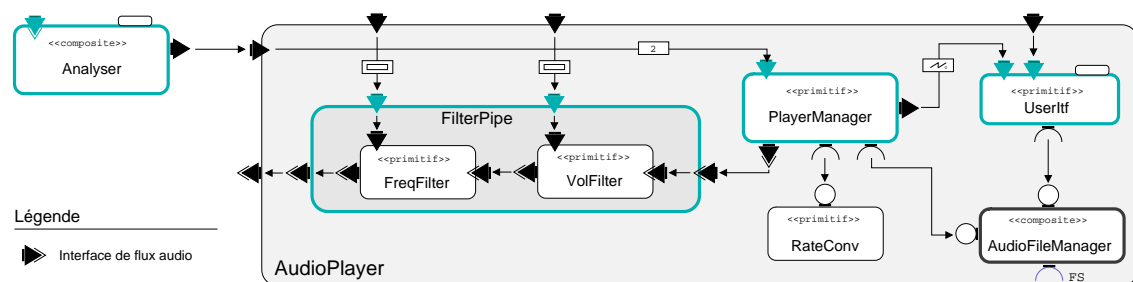 <<composite>>
Analyser
2
<<primitif>>
PlayerManager
<<primitif>>
UserItf
FilterPipe
<<primitif>>
FreqFilter
<<primitif>>
VolFilter
<<primitif>>
RateConv
<<composite>>
AudioFileManager
Légende
Interface de flux audio
AudioPlayer
FS